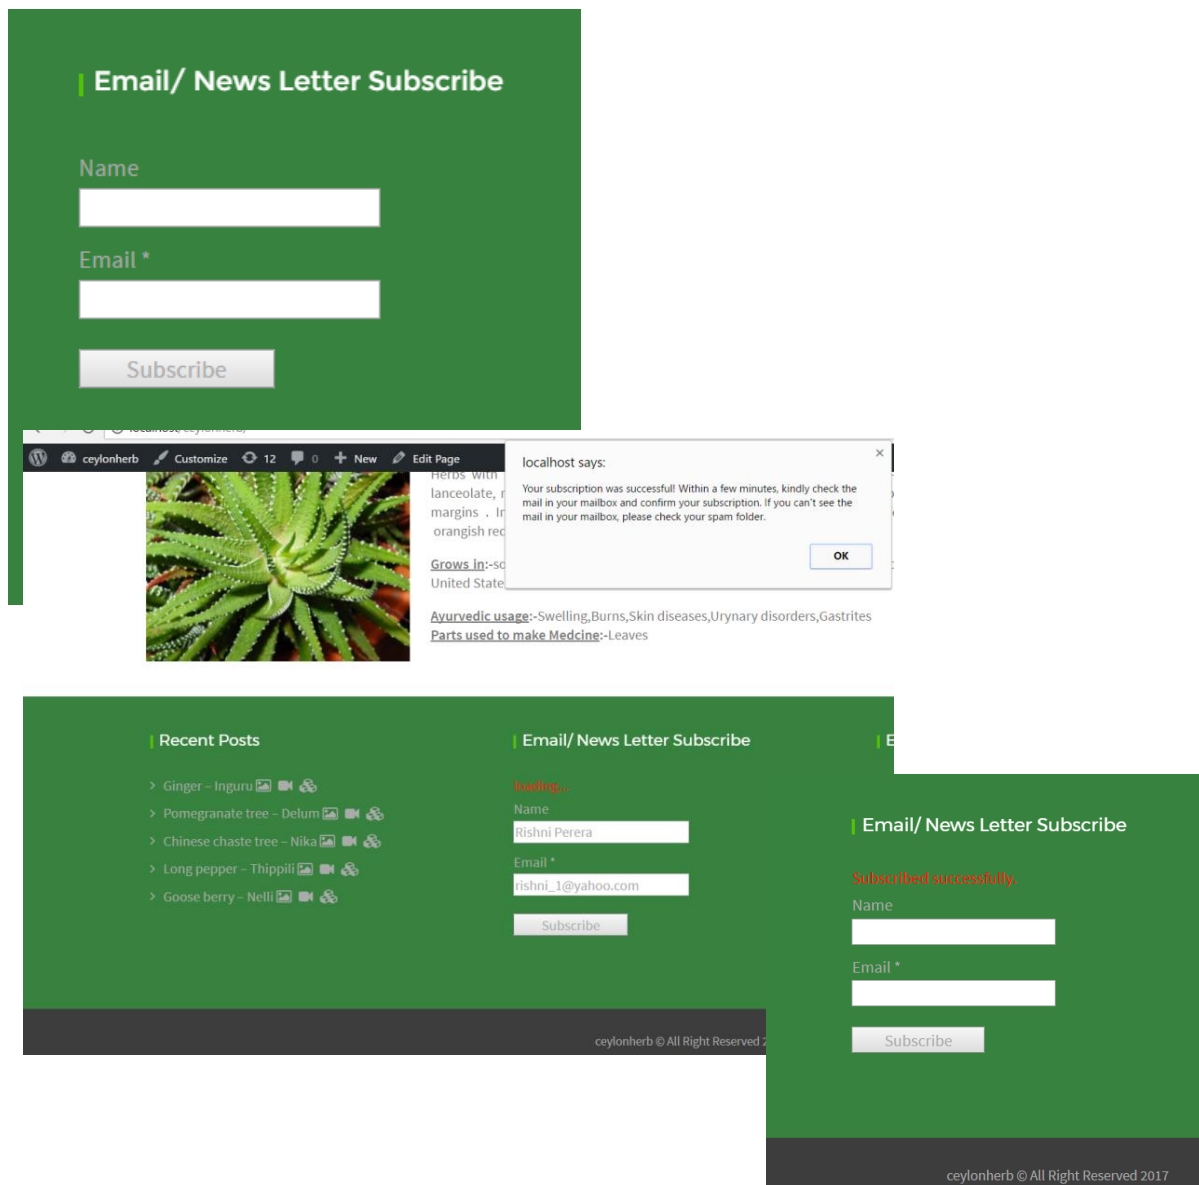 Email/ News Letter Subscribe
Name
Email *
Subscribe
ceylonherb Customize 12 0 New Edit Page
localhost says:
×
Your subscription was successful! Within a few minutes, kindly check the
mail in your mailbox and confirm your subscription. If you can't see the
mail in your mailbox, please check your spam folder.
OK
Herbs with
lanceolate,
margins . 
orangish red
Grows in:-so
United State
Ayurvedic usage:-Swelling,Burns,Skin diseases,Urynary disorders,Gastrites
Parts used to make Medcine:-Leaves
Recent Posts
> Ginger – Inguru
> Pomegranate tree – Delum
> Chinese chaste tree – Nika
> Long pepper – Thippili
> Goose berry – Nelli
Email/ News Letter Subscribe
loading...
Name
Rishni Perera
Email *
rishni_1@yahoo.com
Subscribe
E
ceylonherb © All Right Reserved
Email/ News Letter Subscribe
Subscribed successfully.
Name
Email *
Subscribe
ceylonherb © All Right Reserved 2017